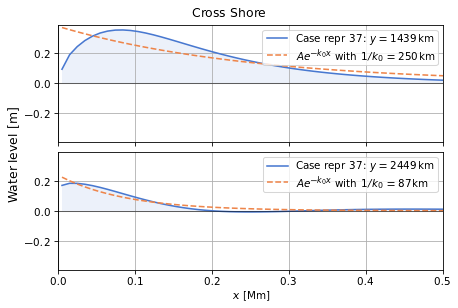 Cross Shore
Water level [m]
0.2
0.0
−0.2
Case repr 37: y = 1439 km
Ae^{−k₀x} with 1/k₀ = 250 km
0.2
0.0
−0.2
Case repr 37: y = 2449 km
Ae^{−k₀x} with 1/k₀ = 87 km
0.0 0.1 0.2 0.3 0.4 0.5
x [Mm]